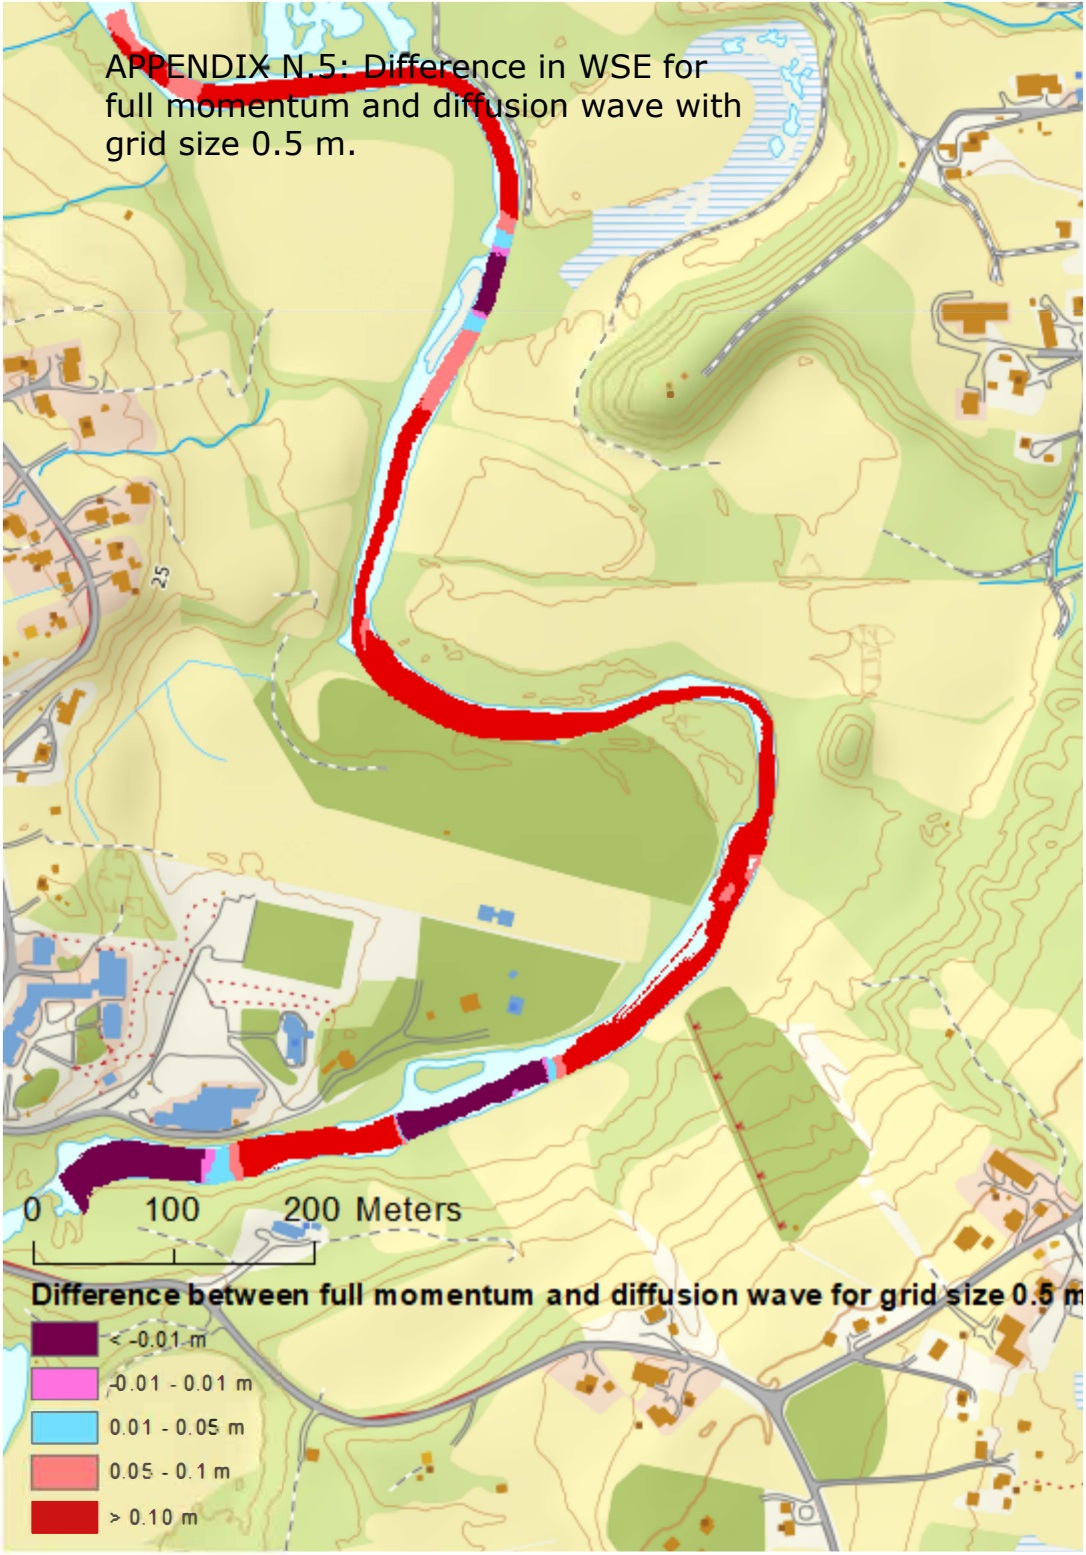 APPENDIX N.5: Difference in WSE for
full momentum and diffusion wave with
grid size 0.5 m.
25
0 100 200 Meters
Difference between full momentum and diffusion wave for grid size 0.5 m
< -0.01 m
-0.01 - 0.01 m
0.01 - 0.05 m
0.05 - 0.1 m
> 0.10 m